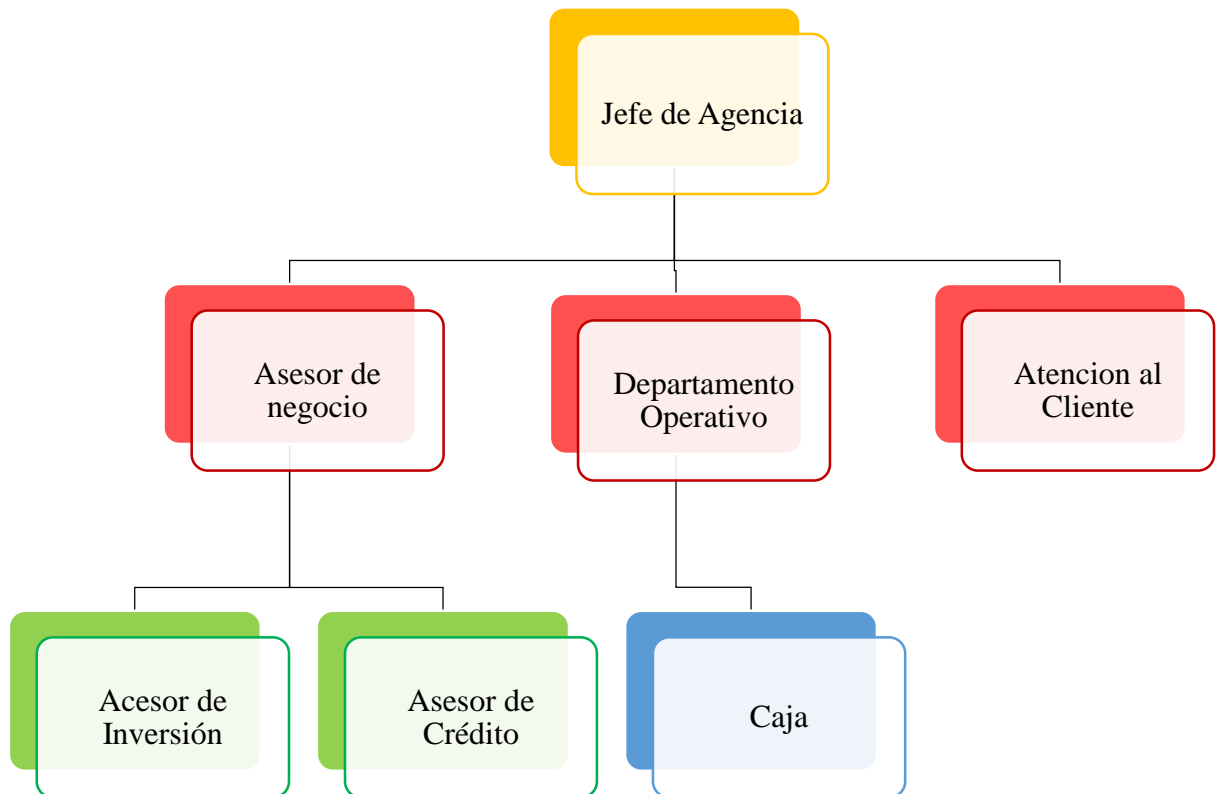 Jefe de Agencia
Asesor de
negocio
Departamento
Operativo
Atencion al
Cliente
Acesor de
Inversión
Asesor de
Crédito
Caja